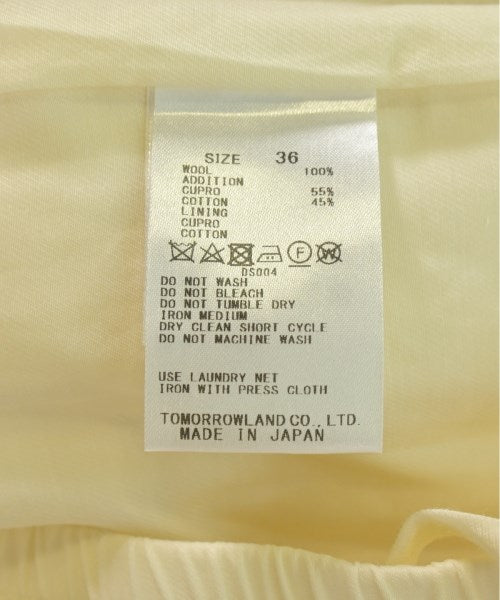 SIZE 36
WOOL 100%
ADDITION
CUPRO 55%
COTTON 45%
LINING
CUPRO
COTTON
F W
DS004
DO NOT WASH
DO NOT BLEACH
DO NOT TUMBLE DRY
IRON MEDIUM
DRY CLEAN SHORT CYCLE
DO NOT MACHINE WASH
USE LAUNDRY NET
IRON WITH PRESS CLOTH
TOMORROWLAND CO., LTD.
MADE IN JAPAN